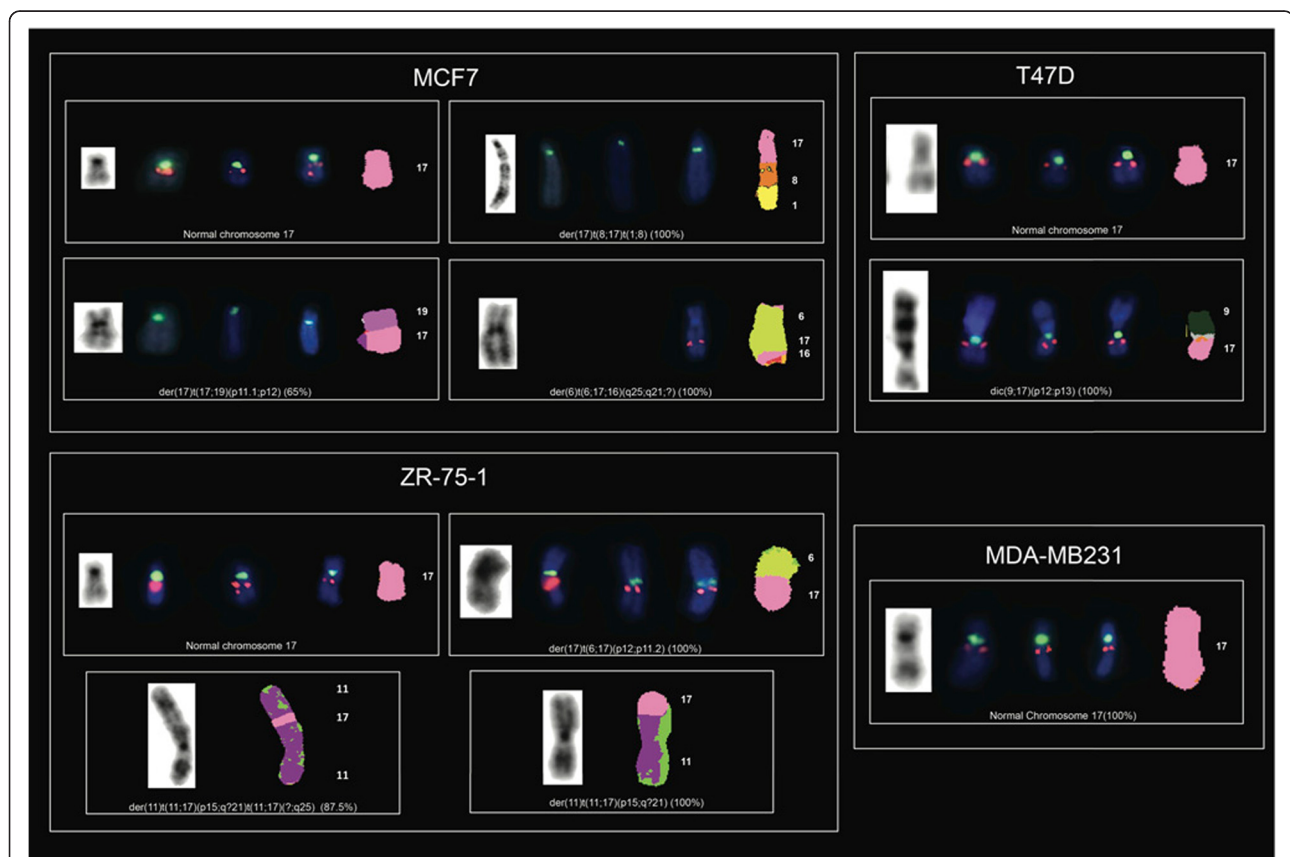 MCF7
17
Normal chromosome 17
17
8
1
der(17)t(8;17)t(1;8) (100%)
19
17
der(17)t(17;19)(p11.1;p12) (65%)
6
17
16
der(6)t(6;17;16)(q25;q21;?) (100%)
T47D
17
Normal chromosome 17
9
17
dic(9;17)(p12:p13) (100%)
ZR-75-1
17
Normal chromosome 17
6
17
der(17)t(6;17)(p12;p11.2) (100%)
11
17
11
der(11)t(11;17)(p15;q?21)t(11;17)(?;q25) (87.5%)
17
11
der(11)t(11;17)(p15;q?21) (100%)
MDA-MB231
17
Normal Chromosome 17(100%)